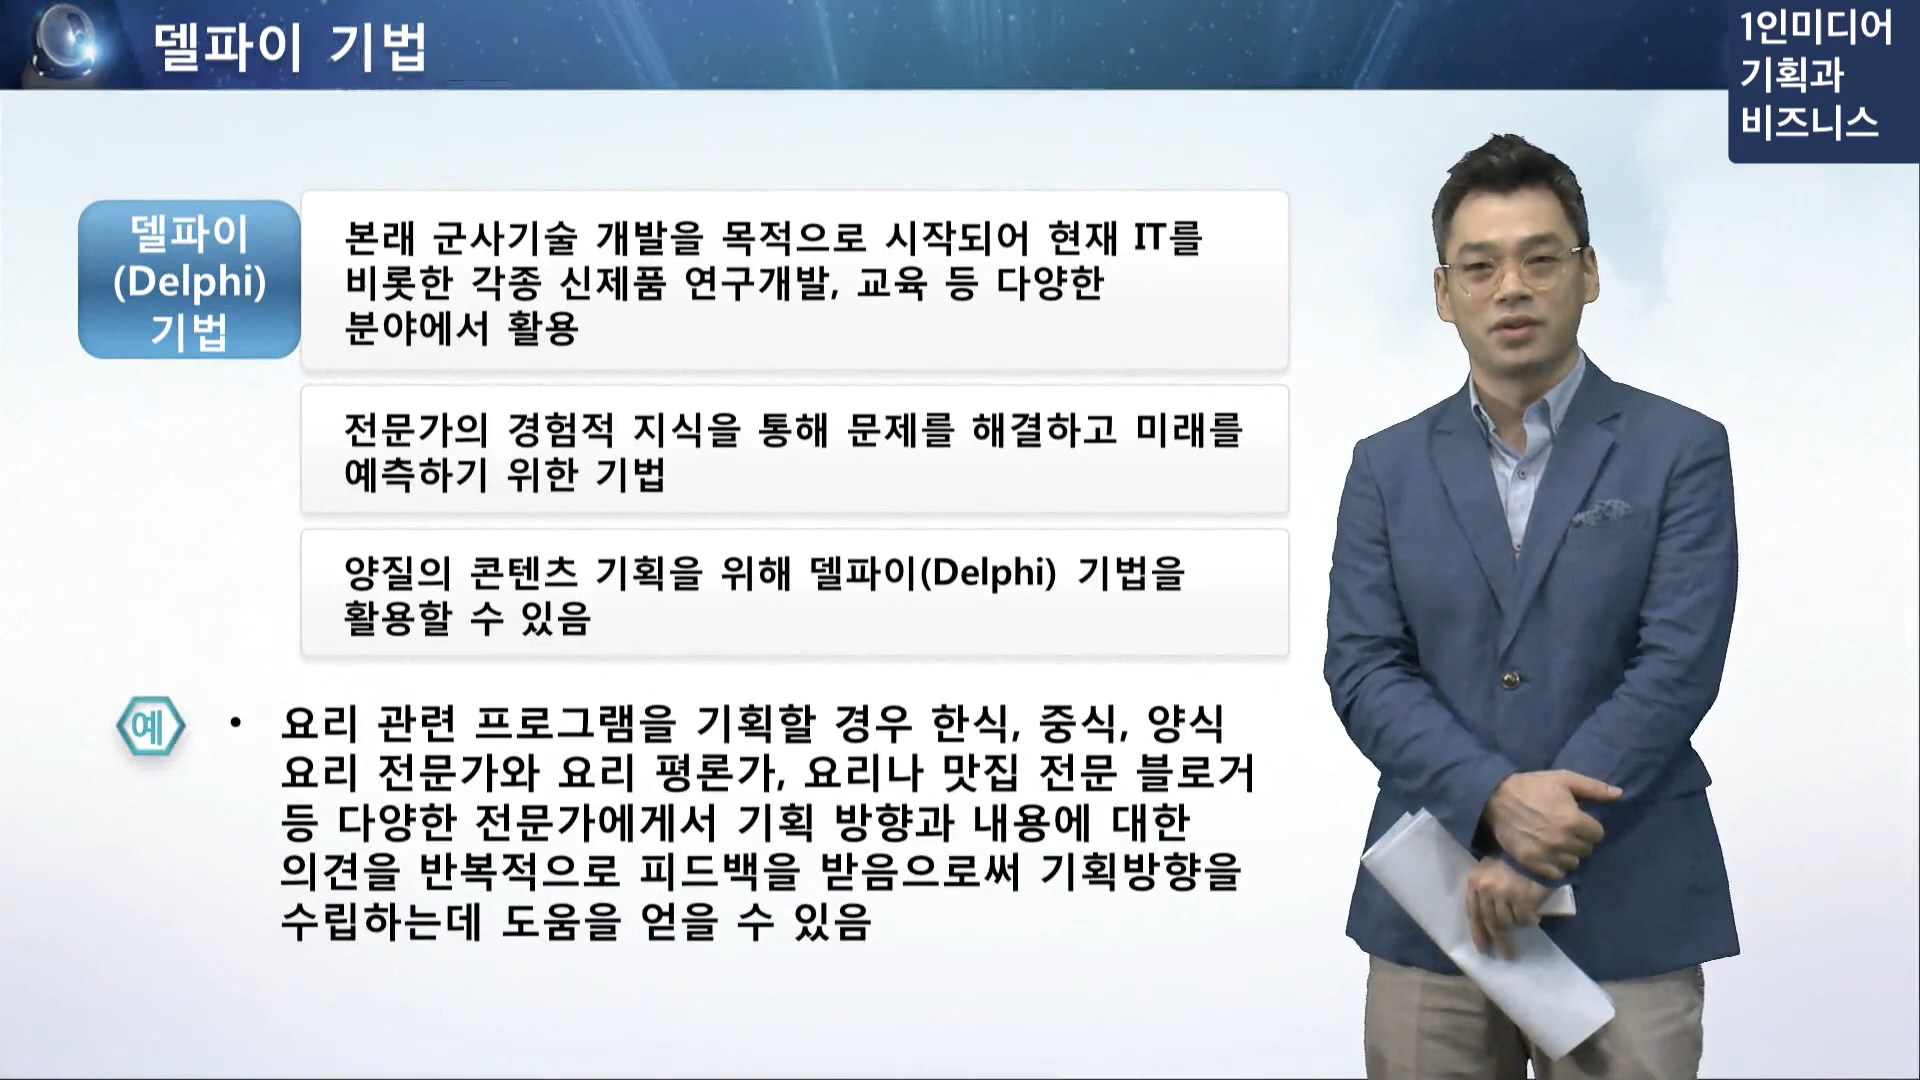 델파이 기법
1인미디어
기획과
비즈니스
델파이
(Delphi)
기법
본래 군사기술 개발을 목적으로 시작되어 현재 IT를
비롯한 각종 신제품 연구개발, 교육 등 다양한
분야에서 활용
전문가의 경험적 지식을 통해 문제를 해결하고 미래를
예측하기 위한 기법
양질의 콘텐츠 기획을 위해 델파이(Delphi) 기법을
활용할 수 있음
예
• 요리 관련 프로그램을 기획할 경우 한식, 중식, 양식
요리 전문가와 요리 평론가, 요리나 맛집 전문 블로거
등 다양한 전문가에게서 기획 방향과 내용에 대한
의견을 반복적으로 피드백을 받음으로써 기획방향을
수립하는데 도움을 얻을 수 있음